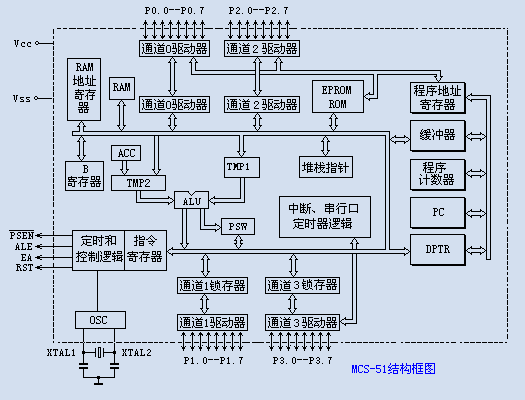 P0.0--P0.7
P2.0--P2.7
Vcc
通道0驱动器
通道2驱动器
RAM
地址
寄存器
RAM
EPROM
ROM
程序地址
寄存器
Vss
通道0驱动器
通道2驱动器
缓冲器
B
寄存器
ACC
TMP2
TMP1
堆栈指针
程序
计数器
ALU
PSW
中断、串行口
定时器逻辑
PC
PSEN
ALE
EA
RST
定时和
控制逻辑
指令
寄存器
DPTR
通道1锁存器
通道3锁存器
OSC
通道1驱动器
通道3驱动器
XTAL1
XTAL2
P1.0--P1.7
P3.0--P3.7
MCS-51结构框图